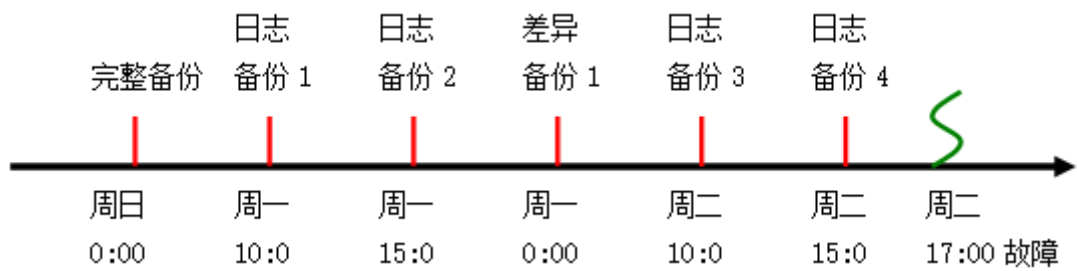 日志 日志 差异 日志 日志
完整备份 备份 1 备份 2 备份 1 备份 3 备份 4
周日 周一 周一 周一 周二 周二 周二
0:00 10:0 15:0 0:00 10:0 15:0 17:00 故障